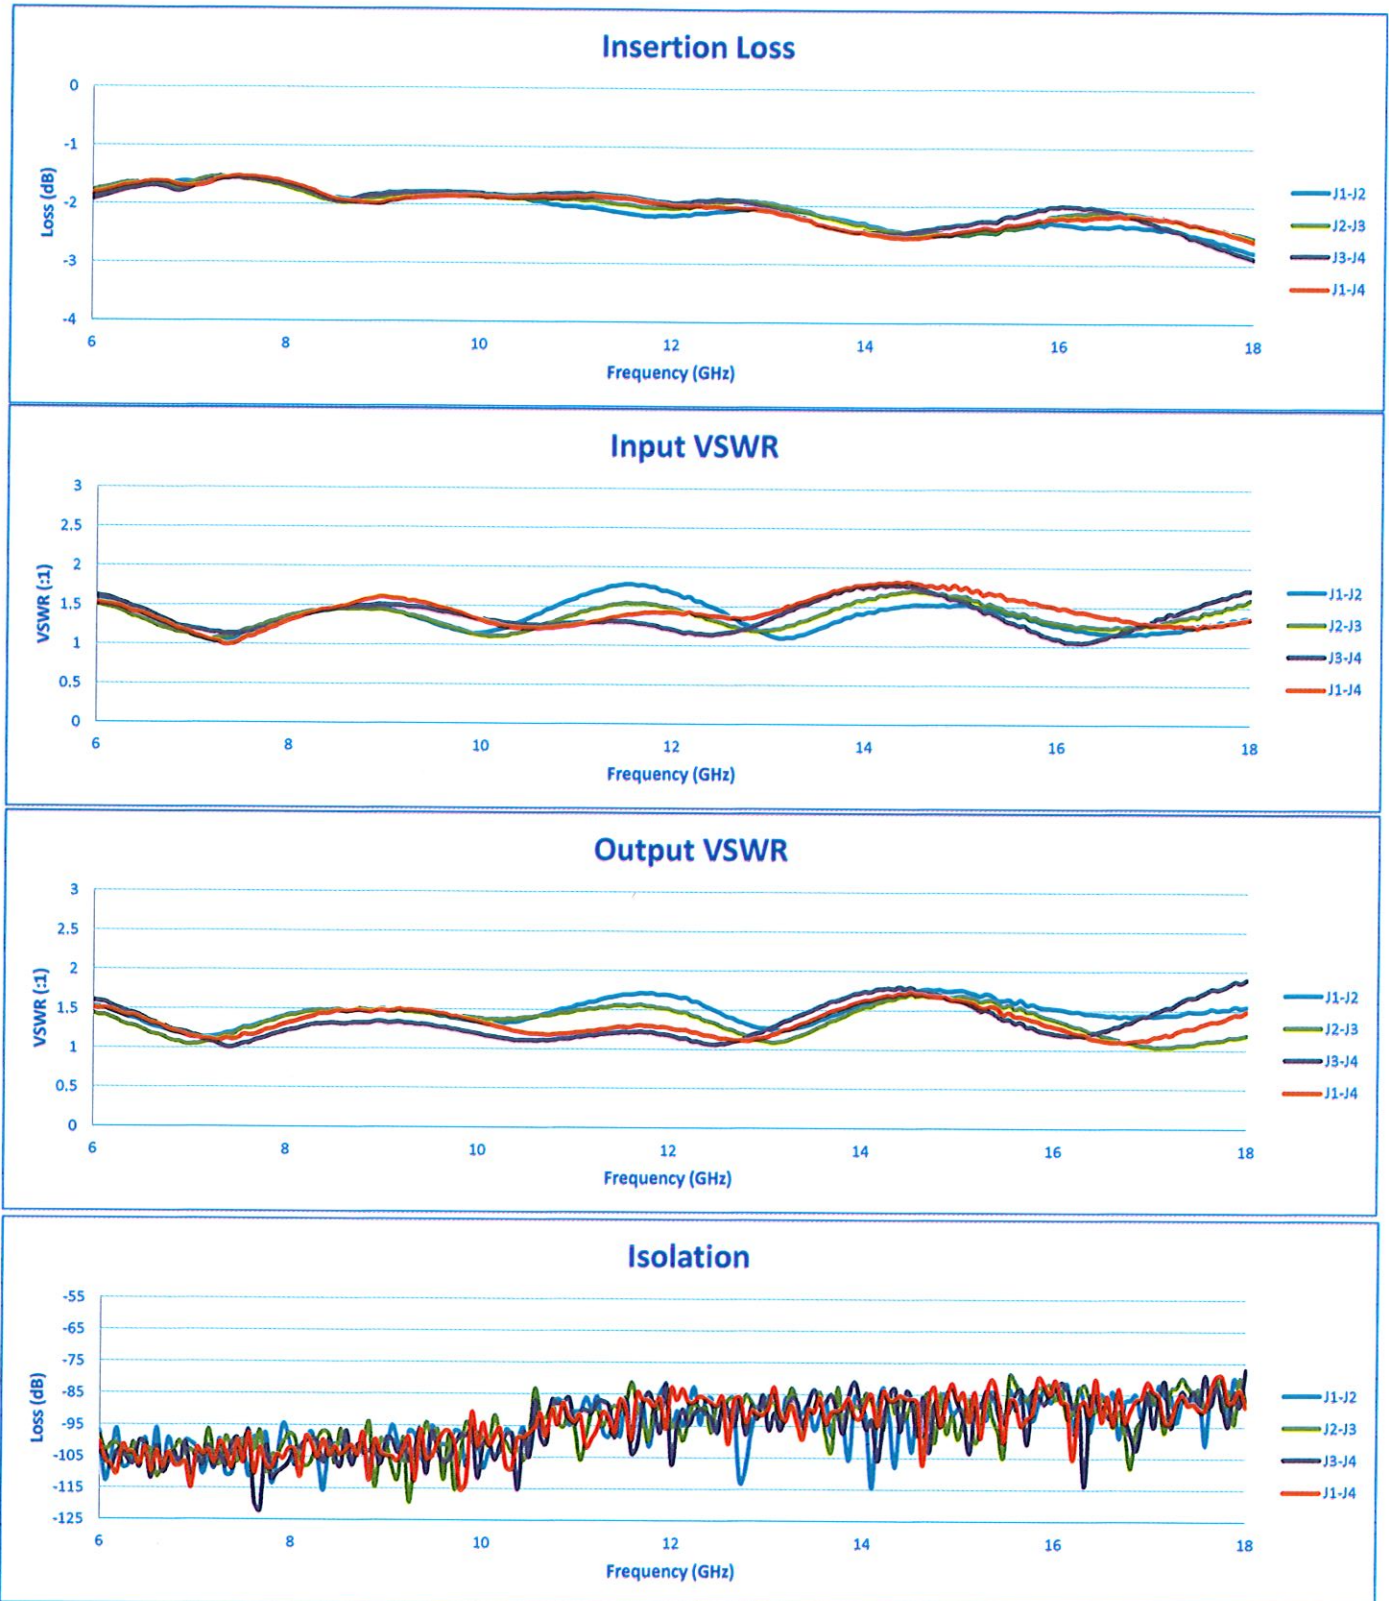 Insertion Loss
0
-1
-2
-3
-4
Loss (dB)
6 8 10 12 14 16 18
Frequency (GHz)
J1-J2
J2-J3
J3-J4
J1-J4
Input VSWR
3
2.5
2
1.5
1
0.5
0
VSWR (:1)
6 8 10 12 14 16 18
Frequency (GHz)
J1-J2
J2-J3
J3-J4
J1-J4
Output VSWR
3
2.5
2
1.5
1
0.5
0
VSWR (:1)
6 8 10 12 14 16 18
Frequency (GHz)
J1-J2
J2-J3
J3-J4
J1-J4
Isolation
-55
-65
-75
-85
-95
-105
-115
-125
Loss (dB)
6 8 10 12 14 16 18
Frequency (GHz)
J1-J2
J2-J3
J3-J4
J1-J4